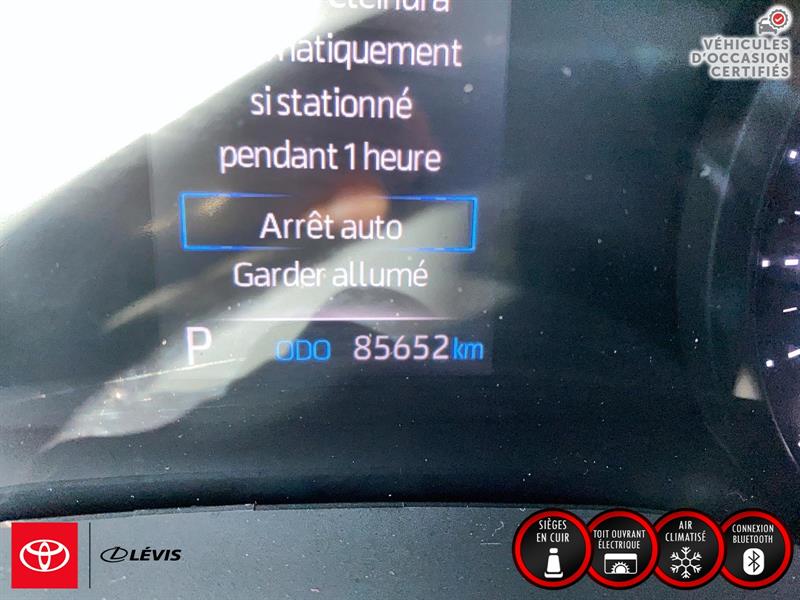 VÉHICULES
D'OCCASION
CERTIFIÉS
si stationné
pendant 1 heure
Arrêt auto
Garder allumé
P ODO 85652 km
LÉVIS
SIÈGES
EN CUIR
TOIT OUVRANT
ÉLECTRIQUE
AIR
CLIMATISÉ
CONNEXION
BLUETOOTH